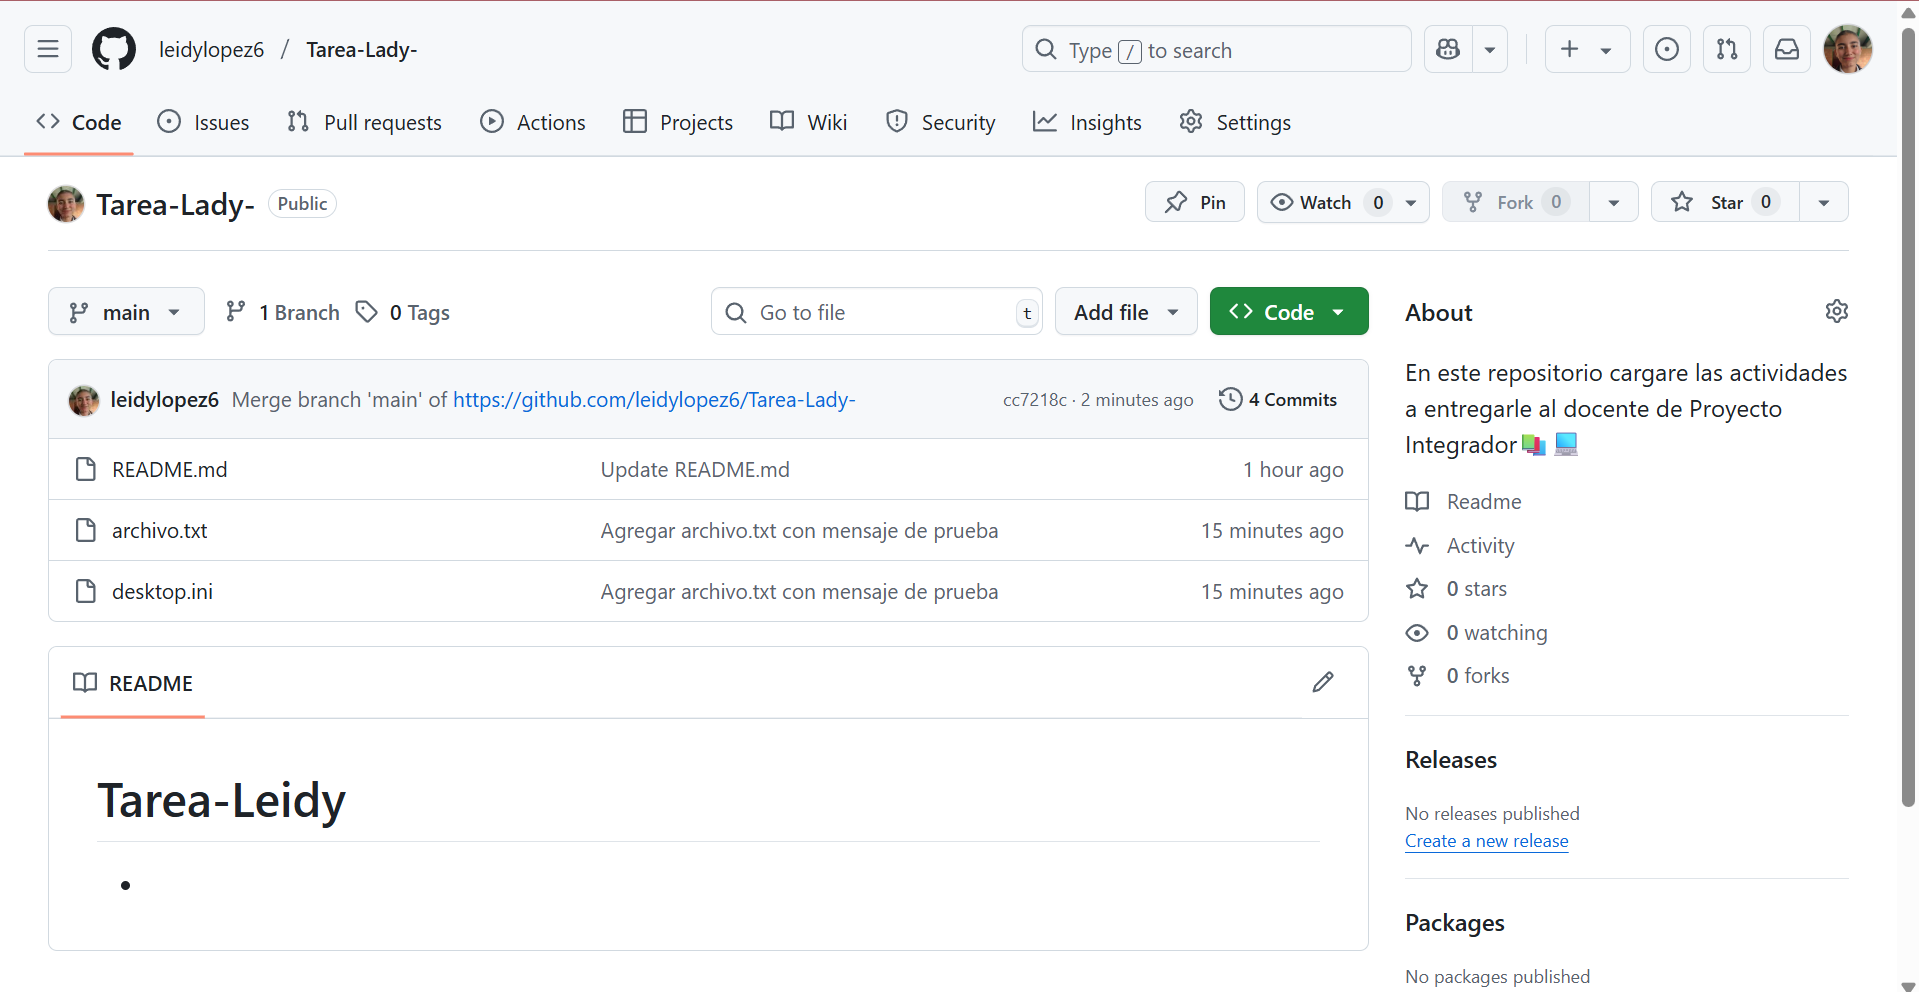 leidylopez6 / Tarea-Lady-
Type / to search
Code Issues Pull requests Actions Projects Wiki Security Insights Settings
Tarea-Lady- Public
Pin Watch 0 Fork 0 Star 0
main 1 Branch 0 Tags
Go to file t
Add file Code
leidylopez6 Merge branch 'main' of https://github.com/leidylopez6/Tarea-Lady- cc7218c · 2 minutes ago 4 Commits
README.md Update README.md 1 hour ago
archivo.txt Agregar archivo.txt con mensaje de prueba 15 minutes ago
desktop.ini Agregar archivo.txt con mensaje de prueba 15 minutes ago
README
Tarea-Leidy
About
En este repositorio cargare las actividades
a entregarle al docente de Proyecto
Integrador
Readme
Activity
0 stars
0 watching
0 forks
Releases
No releases published
Create a new release
Packages
No packages published